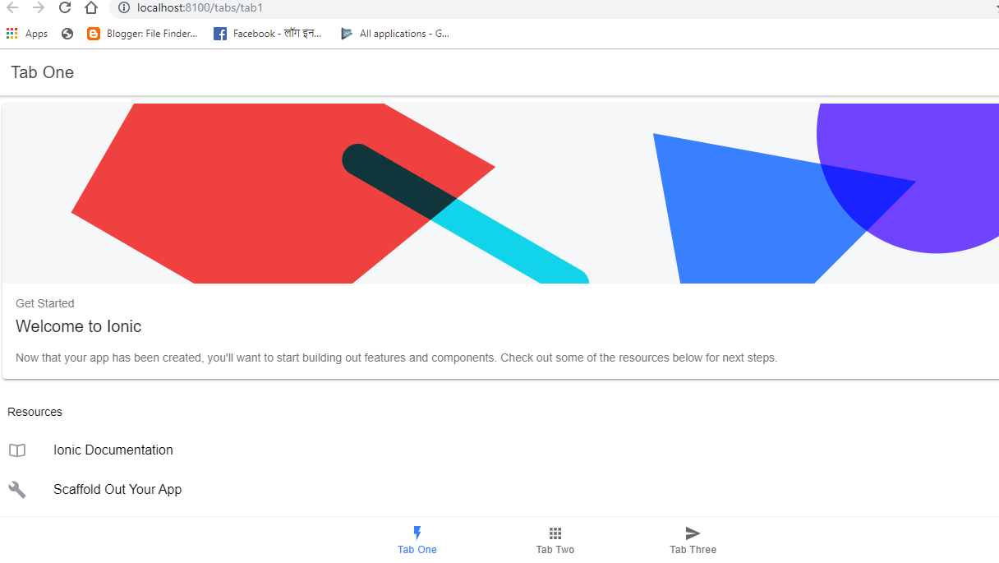 localhost:8100/tabs/tab1
Apps Blogger: File Finder... Facebook - लॉग इन... All applications - G...
Tab One
Get Started
Welcome to Ionic
Now that your app has been created, you'll want to start building out features and components. Check out some of the resources below for next steps.
Resources
Ionic Documentation
Scaffold Out Your App
Tab One Tab Two Tab Three